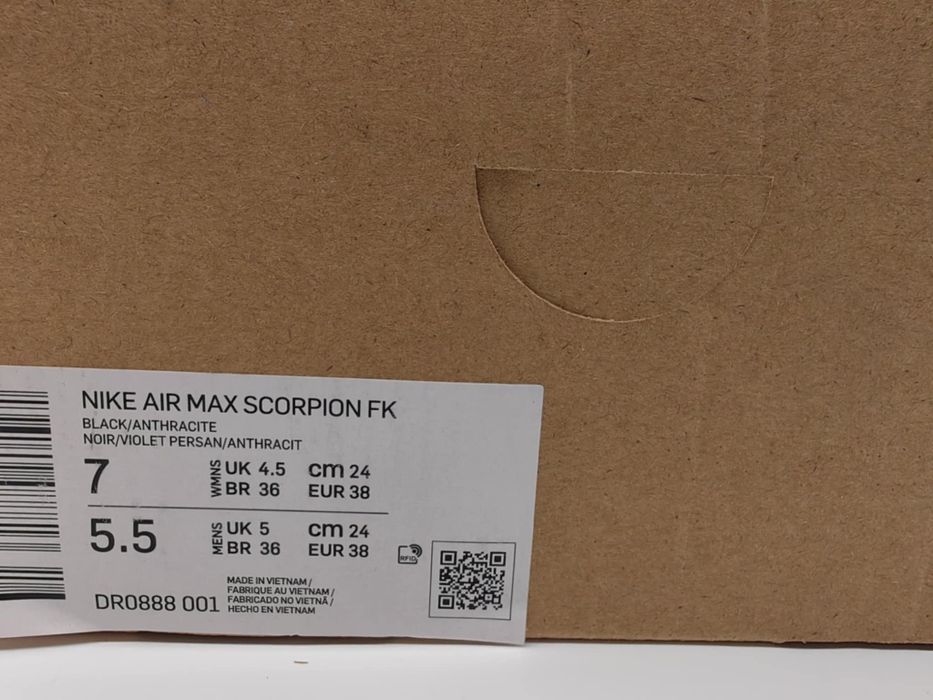 NIKE AIR MAX SCORPION FK
BLACK/ANTHRACITE
NOIR/VIOLET PERSAN/ANTHRACIT
7 WMNS UK 4.5 cm 24
BR 36 EUR 38
5.5 MENS UK 5 cm 24
BR 36 EUR 38
RFID
DR0888 001
MADE IN VIETNAM /
FABRIQUE AU VIETNAM /
FABRICADO NO VIETNÃ /
HECHO EN VIETNAM